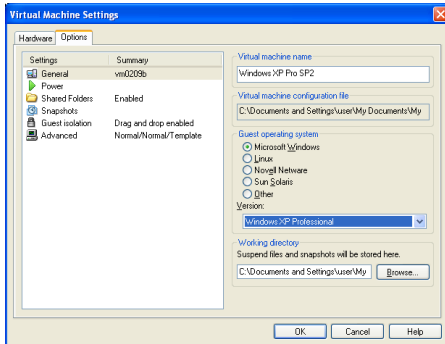 Virtual Machine Settings
Hardware Options
Settings Summary
General vm0209b
Power
Shared Folders Enabled
Snapshots
Guest isolation Drag and drop enabled
Advanced Normal/Normal/Template
Virtual machine name
Windows XP Pro SP2
Virtual machine configuration file
C:\Documents and Settings\user\My Documents\My
Guest operating system
Microsoft Windows
Linux
Novell Netware
Sun Solaris
Other
Version:
Windows XP Professional
Working directory
Suspend files and snapshots will be stored here.
C:\Documents and Settings\user\My Browse...
OK Cancel Help